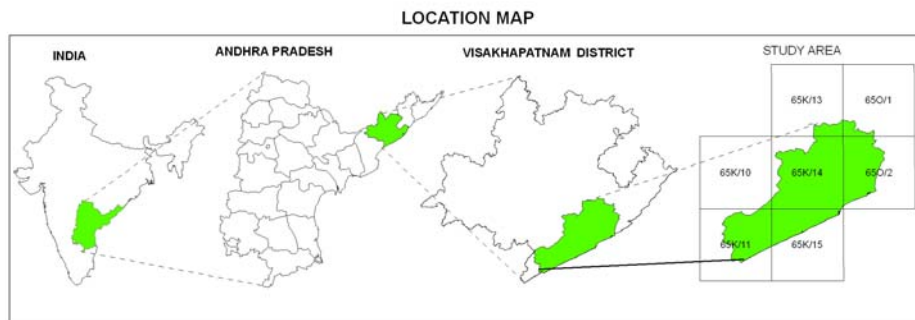 LOCATION MAP
INDIA
ANDHRA PRADESH
VISAKHAPATNAM DISTRICT
STUDY AREA
65K/13
65O/1
65K/10
65K/14
65O/2
65K/11
65K/15